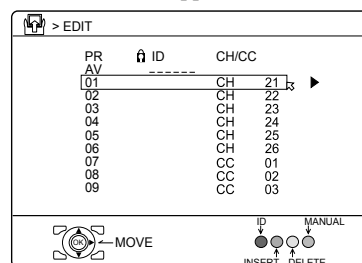 > EDIT
PR ID CH/CC
AV ------
01 CH 21
02 CH 22
03 CH 23
04 CH 24
05 CH 25
06 CH 26
07 CC 01
08 CC 02
09 CC 03
OK MOVE
ID MANUAL
INSERT DELETE